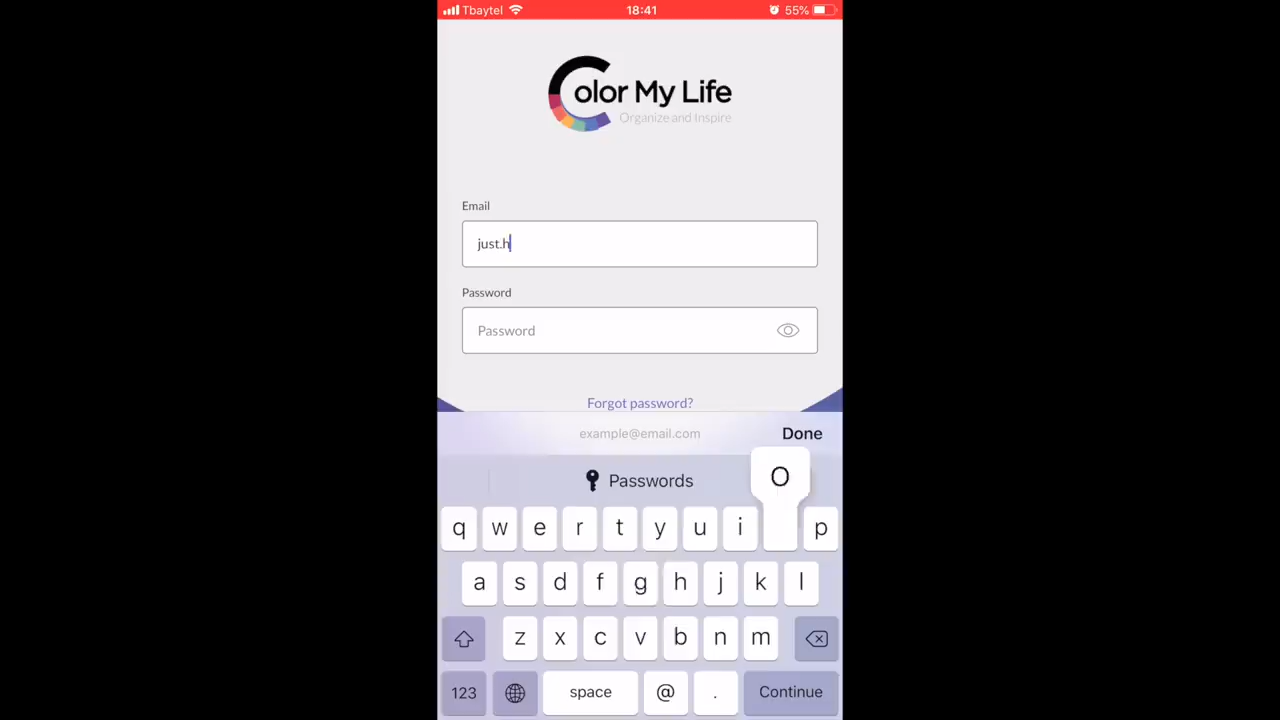 Tbaytel 18:41 55%
olor My Life
Organize and Inspire
Email
just.h
Password
Password
Forgot password?
example@email.com Done
Passwords
O
q w e r t y u i p
a s d f g h j k l
z x c v b n m
123 space @ . Continue